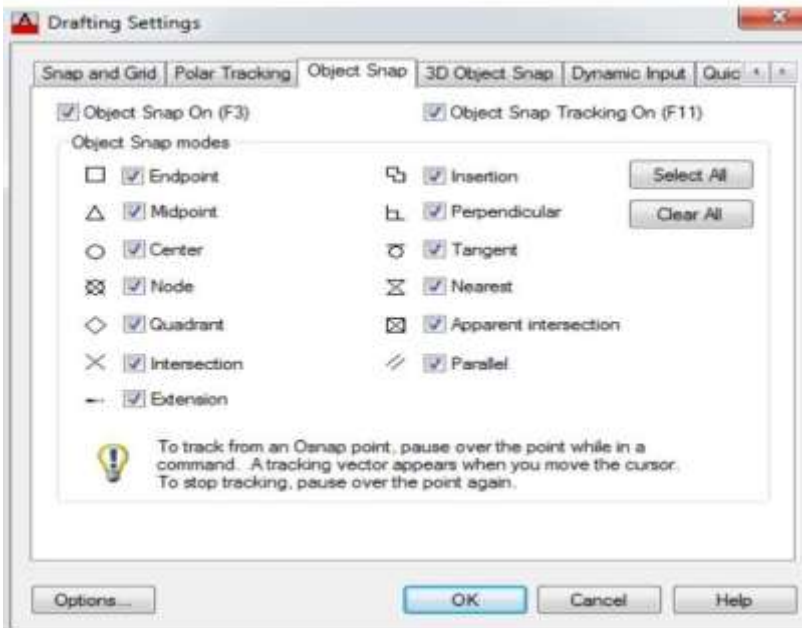 Drafting Settings
Snap and Grid Polar Tracking Object Snap 3D Object Snap Dynamic Input Quic
Object Snap On (F3) Object Snap Tracking On (F11)
Object Snap modes
Endpoint Insertion Select All
Midpoint Perpendicular Clear All
Center Tangent
Node Nearest
Quadrant Apparent intersection
Intersection Parallel
Extension
To track from an Osnap point, pause over the point while in a
command. A tracking vector appears when you move the cursor.
To stop tracking, pause over the point again.
Options... OK Cancel Help